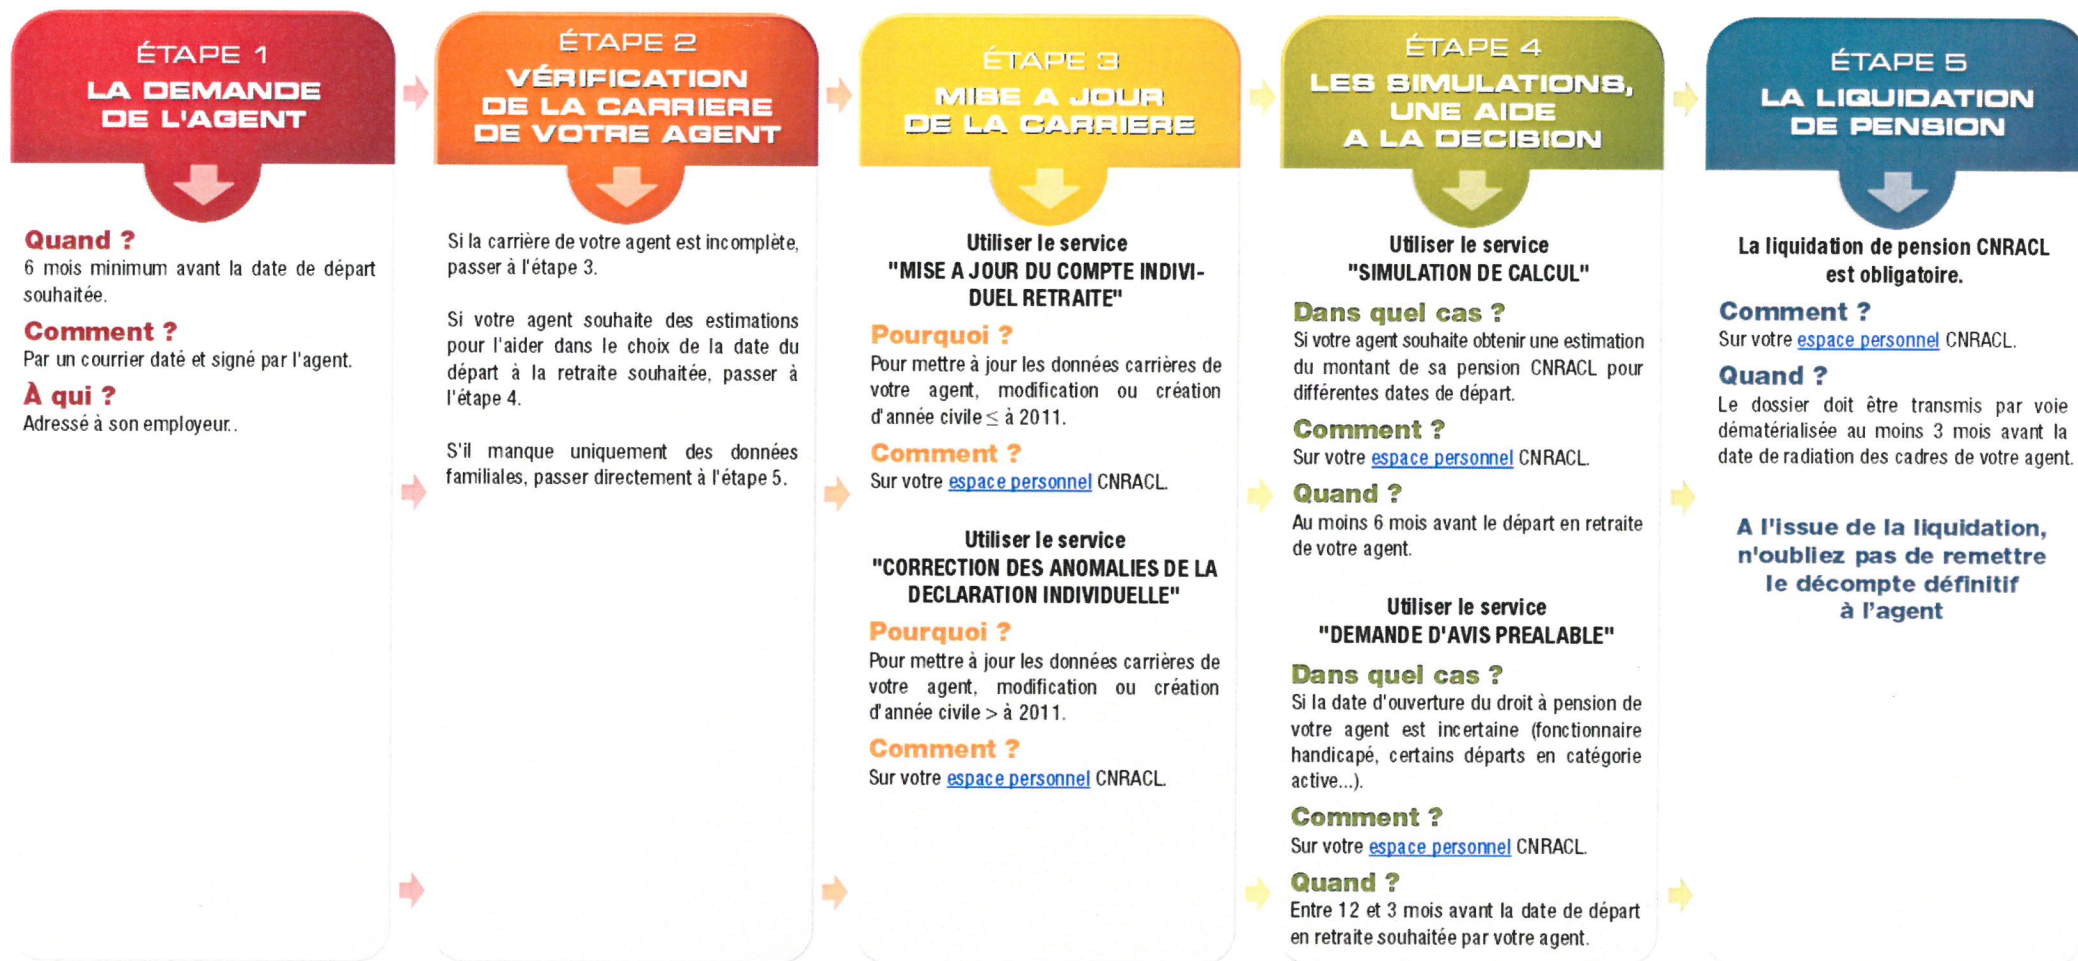 ÉTAPE 1
LA DEMANDE
DE L'AGENT
Quand ?
6 mois minimum avant la date de départ
souhaitée.
Comment ?
Par un courrier daté et signé par l'agent.
À qui ?
Adressé à son employeur..
ÉTAPE 2
VÉRIFICATION
DE LA CARRIERE
DE VOTRE AGENT
Si la carrière de votre agent est incomplète,
passer à l'étape 3.
Si votre agent souhaite des estimations
pour l'aider dans le choix de la date du
départ à la retraite souhaitée, passer à
l'étape 4.
S'il manque uniquement des données
familiales, passer directement à l'étape 5.
ÉTAPE 3
MISE A JOUR
DE LA CARRIERE
Utiliser le service
"MISE A JOUR DU COMPTE INDIVI-
DUEL RETRAITE"
Pourquoi ?
Pour mettre à jour les données carrières de
votre agent, modification ou création
d'année civile ≤ à 2011.
Comment ?
Sur votre espace personnel CNRACL.
Utiliser le service
"CORRECTION DES ANOMALIES DE LA
DECLARATION INDIVIDUELLE"
Pourquoi ?
Pour mettre à jour les données carrières de
votre agent, modification ou création
d'année civile > à 2011.
Comment ?
Sur votre espace personnel CNRACL.
ÉTAPE 4
LES SIMULATIONS,
UNE AIDE
A LA DECISION
Utiliser le service
"SIMULATION DE CALCUL"
Dans quel cas ?
Si votre agent souhaite obtenir une estimation
du montant de sa pension CNRACL pour
différentes dates de départ.
Comment ?
Sur votre espace personnel CNRACL.
Quand ?
Au moins 6 mois avant le départ en retraite
de votre agent.
Utiliser le service
"DEMANDE D'AVIS PREALABLE"
Dans quel cas ?
Si la date d'ouverture du droit à pension de
votre agent est incertaine (fonctionnaire
handicapé, certains départs en catégorie
active...).
Comment ?
Sur votre espace personnel CNRACL.
Quand ?
Entre 12 et 3 mois avant la date de départ
en retraite souhaitée par votre agent.
ÉTAPE 5
LA LIQUIDATION
DE PENSION
La liquidation de pension CNRACL
est obligatoire.
Comment ?
Sur votre espace personnel CNRACL.
Quand ?
Le dossier doit être transmis par voie
dématérialisée au moins 3 mois avant la
date de radiation des cadres de votre agent.
A l'issue de la liquidation,
n'oubliez pas de remettre
le décompte définitif
à l'agent